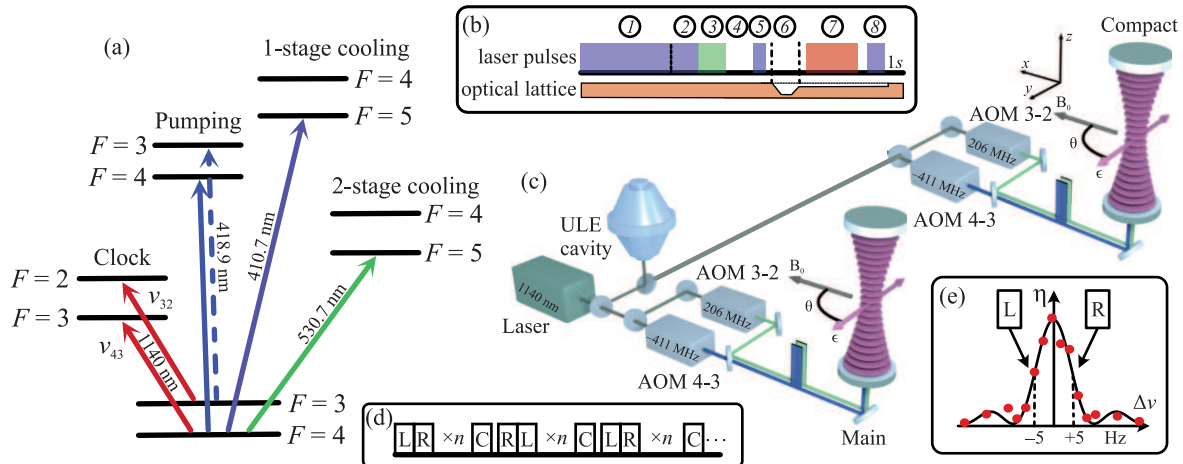 (a)
1-stage cooling
F = 4
F = 5
Pumping
F = 3
F = 4
2-stage cooling
F = 4
F = 5
Clock
F = 2
F = 3
ν32
ν43
1140 nm
418.9 nm
410.7 nm
530.7 nm
F = 3
F = 4
(b)
1 2 3 4 5 6 7 8
laser pulses
1s
optical lattice
(c)
ULE
cavity
1140 nm
Laser
AOM 3-2
206 MHz
–411 MHz
AOM 4-3
B0
θ
ϵ
Main
Compact
z
x
y
AOM 3-2
206 MHz
–411 MHz
AOM 4-3
B0
θ
ϵ
(d)
L R ×n C R L ×n C L R ×n C ...
(e)
η
L
R
Δν
–5
+5
Hz